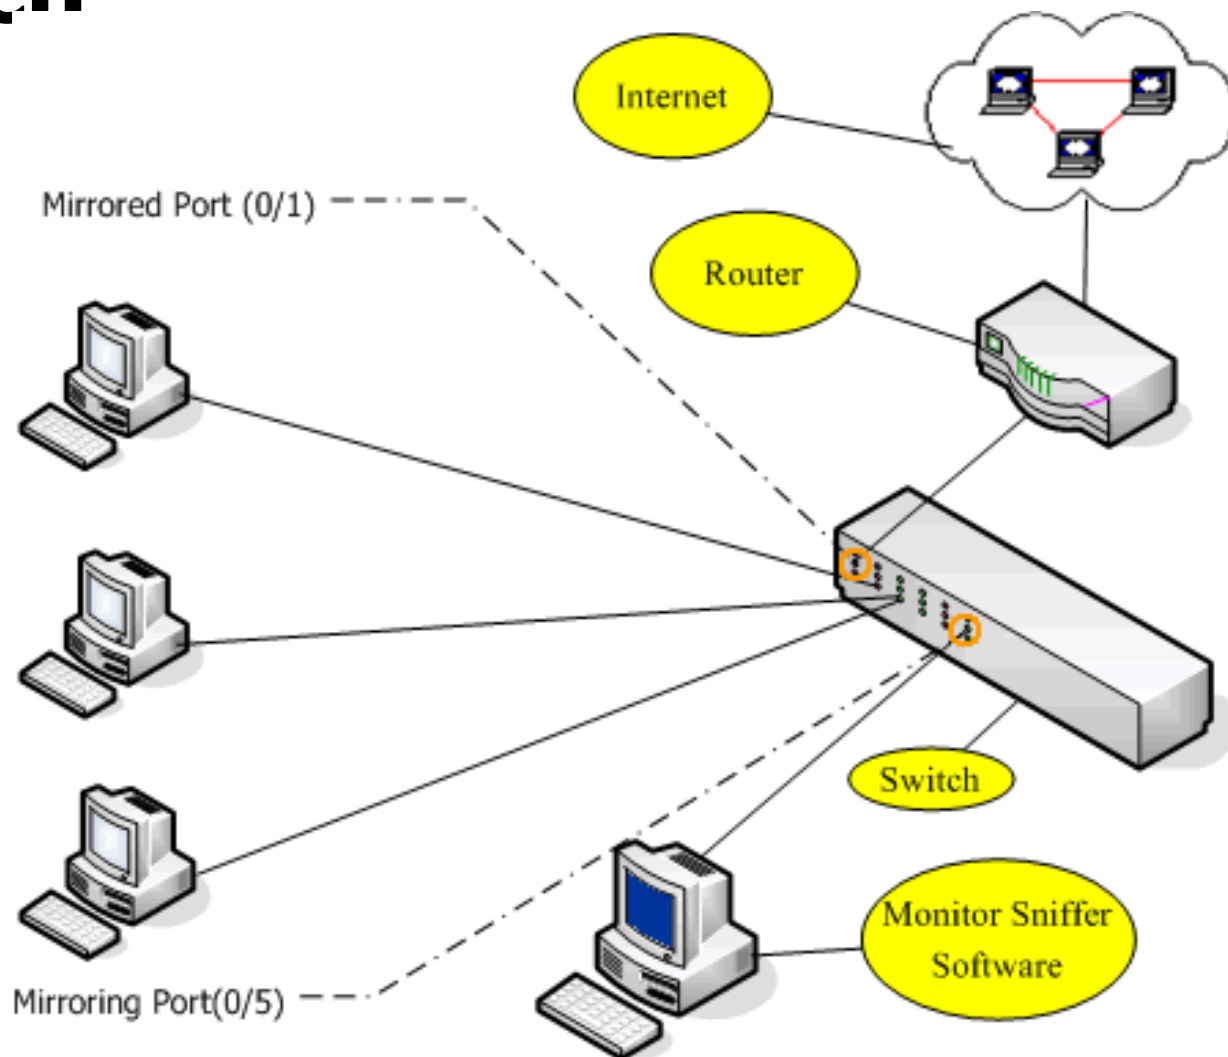 Internet
Mirrored Port (0/1)
Router
Switch
Monitor Sniffer
Software
Mirroring Port(0/5)